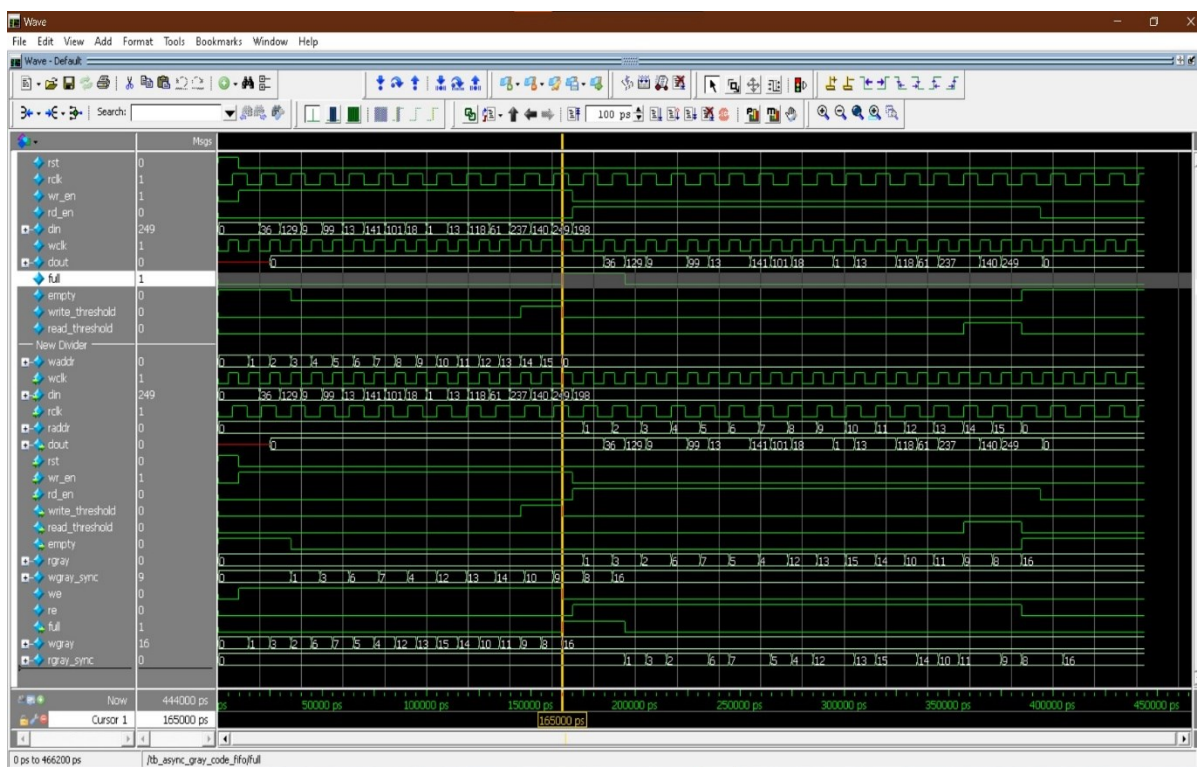 Wave
File Edit View Add Format Tools Bookmarks Window Help
Wave - Default
Search:
100 ps
Msgs
rst 0
rclk 1
wr_en 1
rd_en 0
din 249 0 36 129 9 99 13 141 101 18 1 13 118 61 237 140 249 198
wclk 1
dout 0 0 36 129 9 99 13 141 101 18 1 13 118 61 237 140 249 0
full 1
empty 0
write_threshold 0
read_threshold 0
New Divider
waddr 0 0 1 2 3 4 5 6 7 8 9 10 11 12 13 14 15 0
wclk 1
din 249 0 36 129 9 99 13 141 101 18 1 13 118 61 237 140 249 198
rclk 1
raddr 0 0 1 2 3 4 5 6 7 8 9 10 11 12 13 14 15 0
dout 0 0 36 129 9 99 13 141 101 18 1 13 118 61 237 140 249 0
rst 0
wr_en 1
rd_en 0
write_threshold 0
read_threshold 0
empty 0
rgray 0 0 1 3 2 6 7 5 4 12 13 15 14 10 11 9 8 16
wgray_sync 9 0 1 3 6 7 4 12 13 14 10 9 8 16
we 0
re 0
full 1
wgray 16 0 1 3 2 6 7 5 4 12 13 15 14 10 11 9 8 16
rgray_sync 0 0 1 3 2 6 7 5 4 12 13 15 14 10 11 9 8 16
Now 444000 ps ps 50000 ps 100000 ps 150000 ps 200000 ps 250000 ps 300000 ps 350000 ps 400000 ps 450000 ps
Cursor 1 165000 ps 165000 ps
0 ps to 466200 ps /tb_async_gray_code_fifo/full